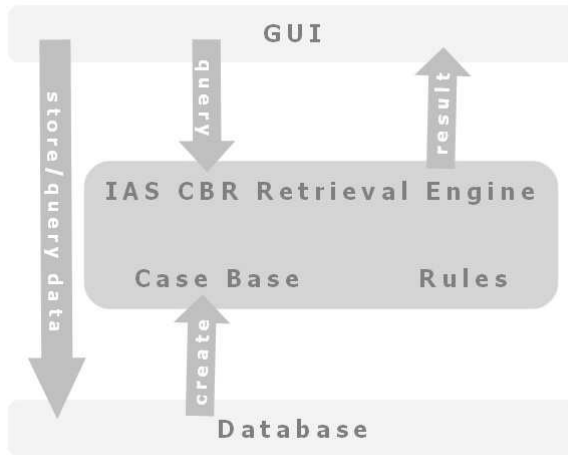 GUI
store/query data
query
result
IAS CBR Retrieval Engine
Case Base Rules
create
Database